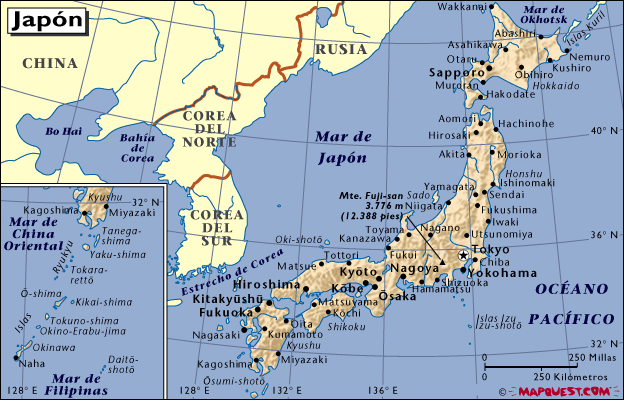 Japón
Wakkanai
Mar de
Okhotsk
Islas Kuril
Abashiri
Asahikawa
RUSIA
Otaru
Nemuro
CHINA
Sapporo
Kushiro
Obihiro
Muroran
Hokkaido
Hakodate
COREA
DEL
NORTE
Bo Hai
Bahía
de Corea
Mar de
Japón
Aomori
Hachinohe
Hirosaki
40° N
Akita
Morioka
Honshu
Ishinomaki
Yamagata
Sendai
Sado
Niigata
Fukushima
Mte. Fuji-san
3.776 m
(12.388 pies)
Iwaki
Utsunomiya
36° N
COREA
DEL
SUR
Oki-shotō
Toyama
Nagano
Kanazawa
Fukui
Tokyo
Chiba
Yokohama
Estrecho de Corea
Matsue
Tottori
Kyōto
Nagoya
Shizuoka
Hamamatsu
Kōbe
Osaka
Hiroshima
Kitakyūshū
Fukuoka
Matsuyama
Kōchi
Shikoku
Oita
Nagasaki
Kumamoto
Kyushu
Kagoshima
Miyazaki
Ōsumi-shotō
OCÉANO
PACÍFICO
Islas Izu
Izu-shotō
32° N
128° E
132° E
136° E
Kyushu
32° N
Kagoshima
Miyazaki
Mar de
China
Oriental
Tanega-
shima
Yaku-shima
Ryukyu
Tokara-
rettō
Ō-shima
Kikai-shima
Tokuno-shima
Okino-Erabu-jima
Islas
Okinawa
Naha
Daitō-
shotō
Mar de
Filipinas
128° E
0
250 Millas
0
250 Kilómetros
© MAPQUEST.COM